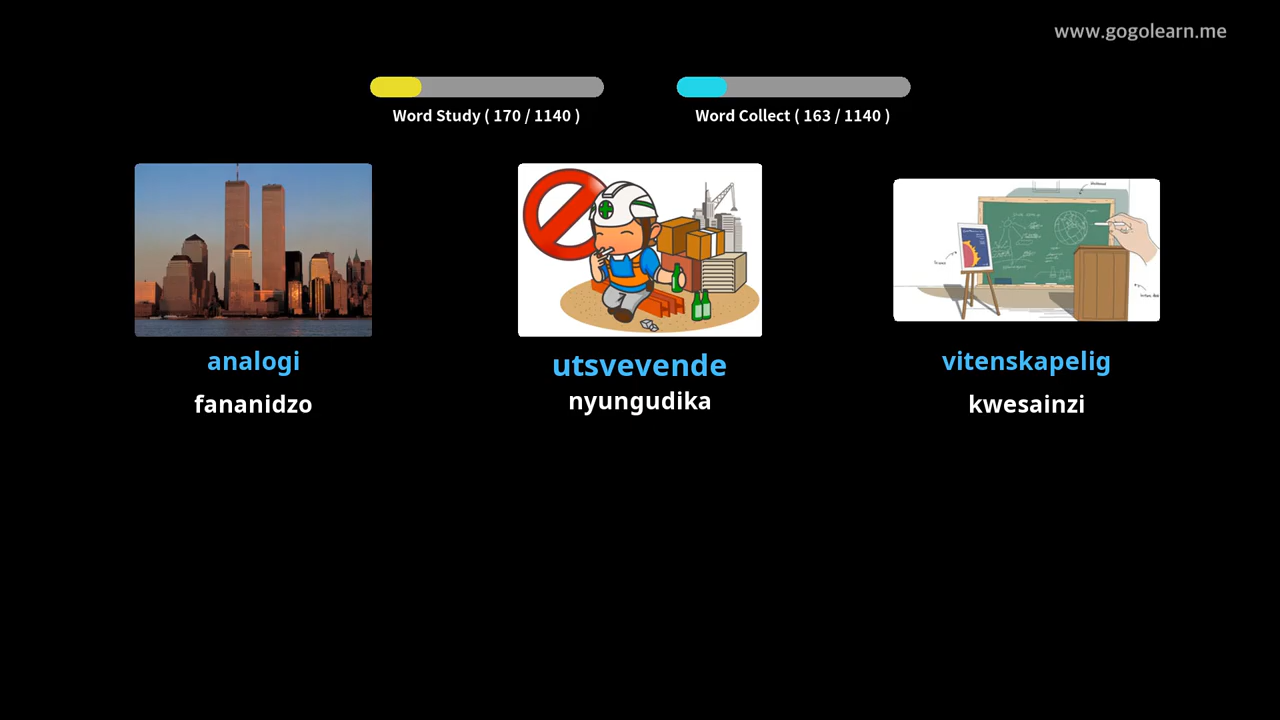 www.gogolearn.me
Word Study ( 170 / 1140 )
Word Collect ( 163 / 1140 )
analogi
utsvevende
vitenskapelig
fananidzo
nyungudika
kwesainzi